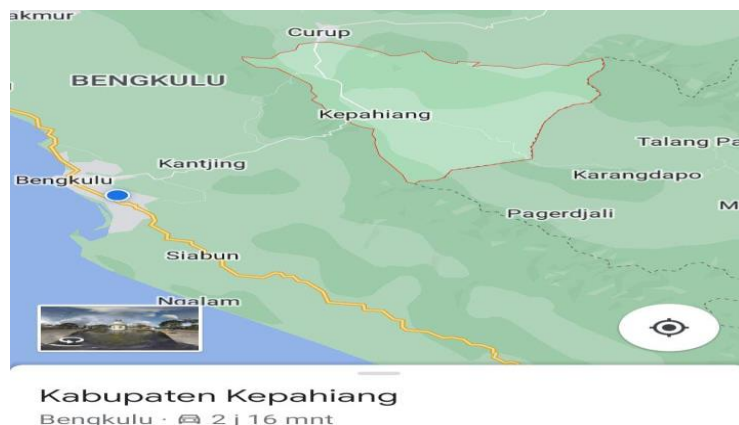 akmur
Curup
BENGKULU
Kepahiang
Talang Pa
Kantjing
Karangdapo
Bengkulu
M
Pagerdjali
Siabun
Ngalam
Kabupaten Kepahiang
Bengkulu · 2 j 16 mnt